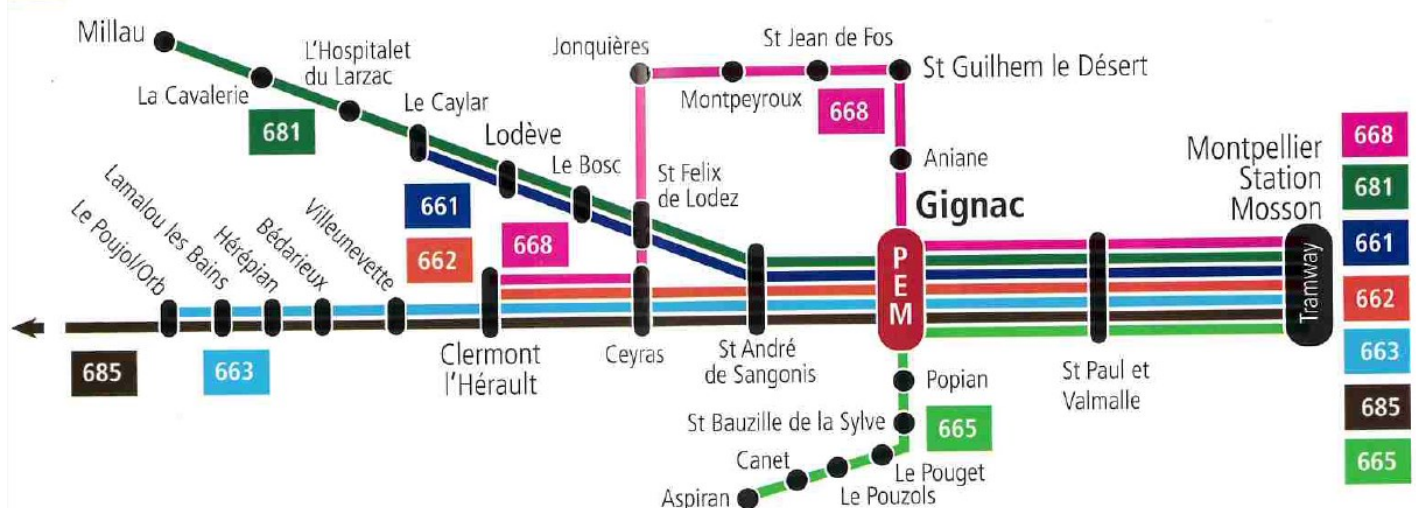 Millau
La Cavalerie
L'Hospitalet
du Larzac
681
Le Caylar
Lodève
Le Bosc
661
662
668
Jonquières
St Felix
de Lodez
Montpeyroux
St Jean de Fos
668
St Guilhem le Désert
Aniane
Gignac
PEM
Montpellier
Station
Mosson
Tramway
668
681
661
662
663
685
665
Le Poujol/Orb
Lamalou les Bains
Hérépian
Bédarieux
Villeunevette
685
663
Clermont
l'Hérault
Ceyras
St André
de Sangonis
St Paul et
Valmalle
Popian
St Bauzille de la Sylve
665
Canet
Le Pouget
Le Pouzols
Aspiran